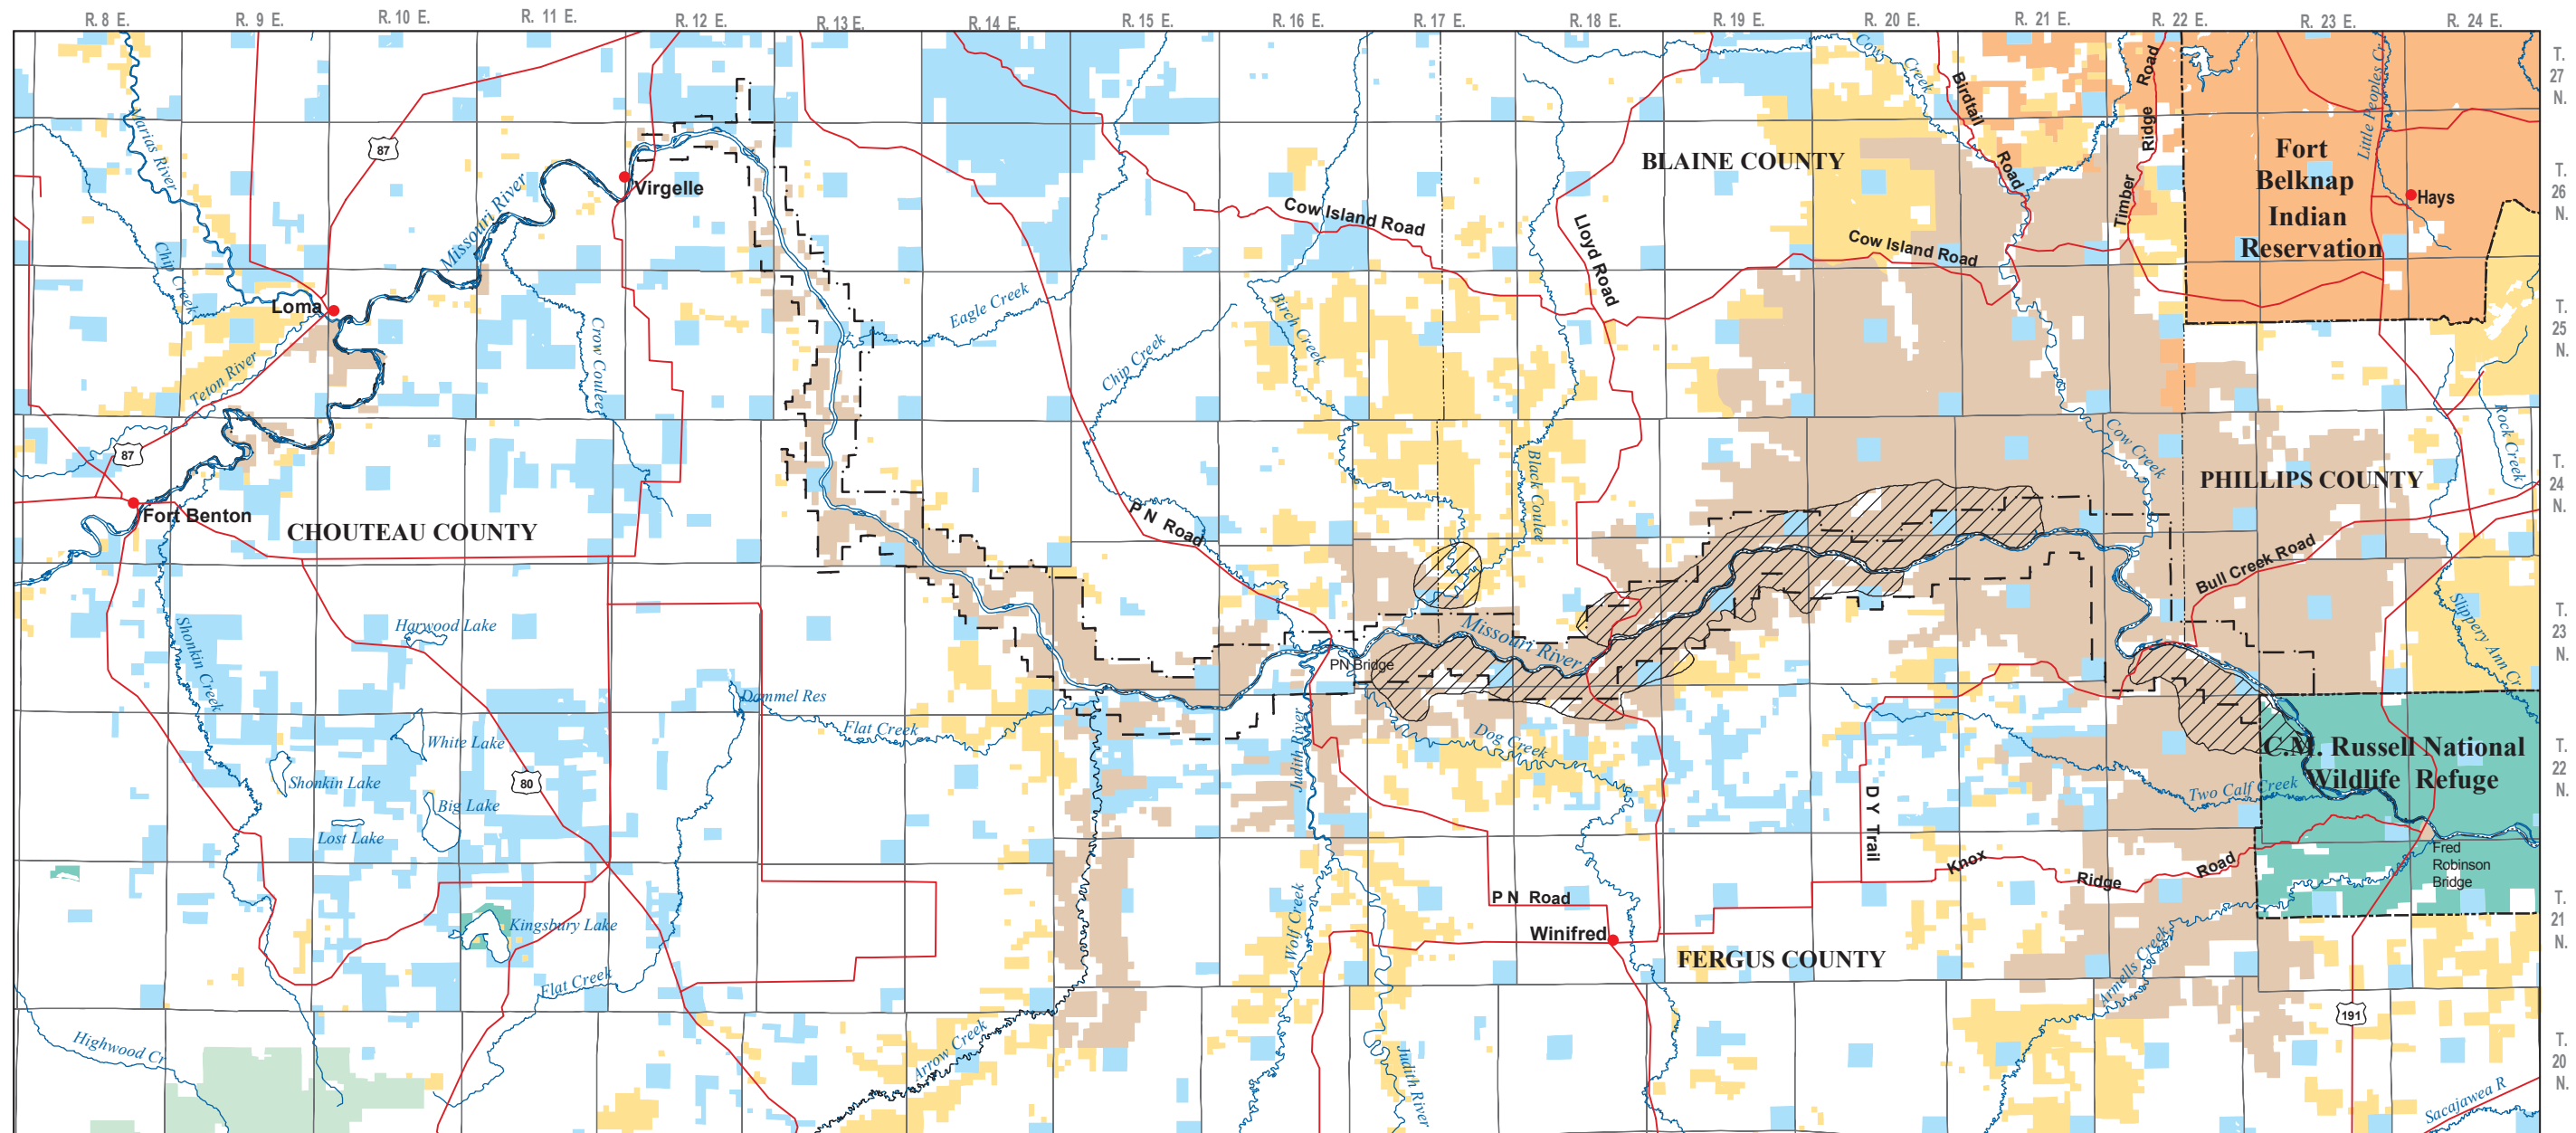 R. 8 E.
R. 9 E.
R. 10 E.
R. 11 E.
R. 12 E.
R. 13 E.
R. 14 E.
R. 15 E.
R. 16 E.
R. 17 E.
R. 18 E.
R. 19 E.
R. 20 E.
R. 21 E.
R. 22 E.
R. 23 E.
R. 24 E.
T.
27
N.
T.
26
N.
T.
25
N.
T.
24
N.
T.
23
N.
T.
22
N.
T.
21
N.
T.
20
N.
Marias River
87
Missouri River
Virgelle
Chip Creek
Loma
Teton River
Crow Coulee
87
Fort Benton
CHOUTEAU COUNTY
Eagle Creek
Chip Creek
Birch Creek
Cow Island Road
Lloyd Road
BLAINE COUNTY
Cow Island Road
Cow
Creek
Birdtail
Road
Timber
Ridge
Road
Little Peoples Cr
Fort
Belknap
Indian
Reservation
Hays
Rock Creek
Cow Creek
PHILLIPS COUNTY
Black Coulee
P N Road
Bull Creek Road
Slippery Ann Cr
Missouri River
PN Bridge
Harwood Lake
Shonkin Creek
Dammel Res
Flat Creek
White Lake
Shonkin Lake
80
Big Lake
Lost Lake
Judith River
Dog Creek
C.M. Russell National
Wildlife Refuge
Two Calf Creek
D Y Trail
Fred
Robinson
Bridge
Knox
Ridge
Road
P N Road
Winifred
FERGUS COUNTY
Wolf Creek
Kingsbury Lake
Flat Creek
Armells Creek
191
Highwood Cr
Arrow Creek
Judith River
Sacajawea R